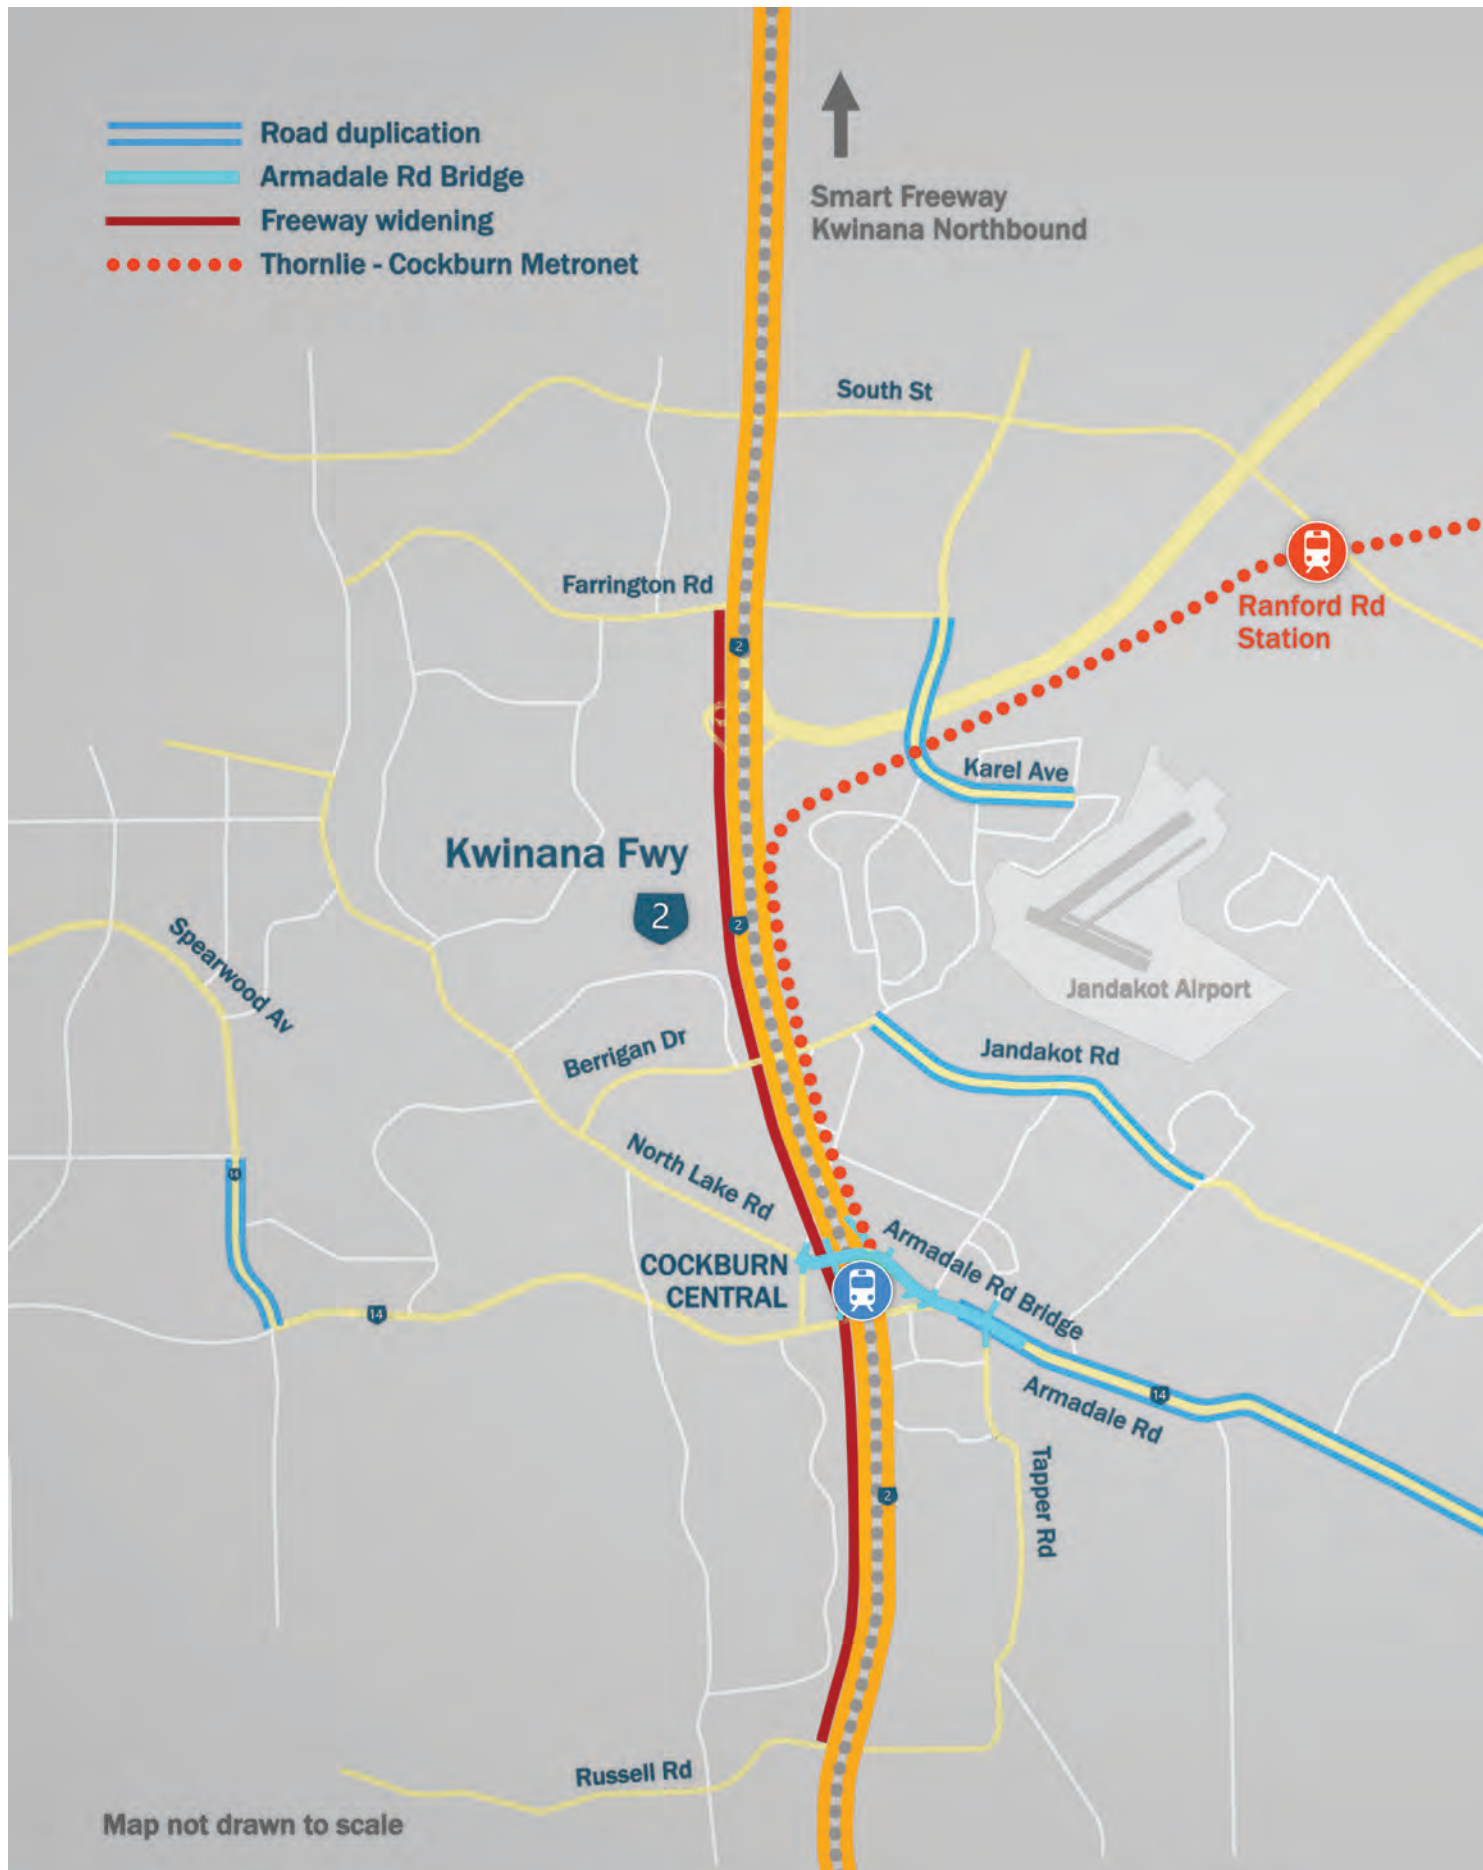 Road duplication
Armadale Rd Bridge
Freeway widening
Thornlie - Cockburn Metronet
Smart Freeway
Kwinana Northbound
South St
Farrington Rd
2
Ranford Rd
Station
Karel Ave
Kwinana Fwy
2
2
Spearwood Av
Jandakot Airport
Berrigan Dr
Jandakot Rd
North Lake Rd
14
COCKBURN
CENTRAL
Armadale Rd Bridge
14
14
Armadale Rd
Tapper Rd
2
Russell Rd
Map not drawn to scale